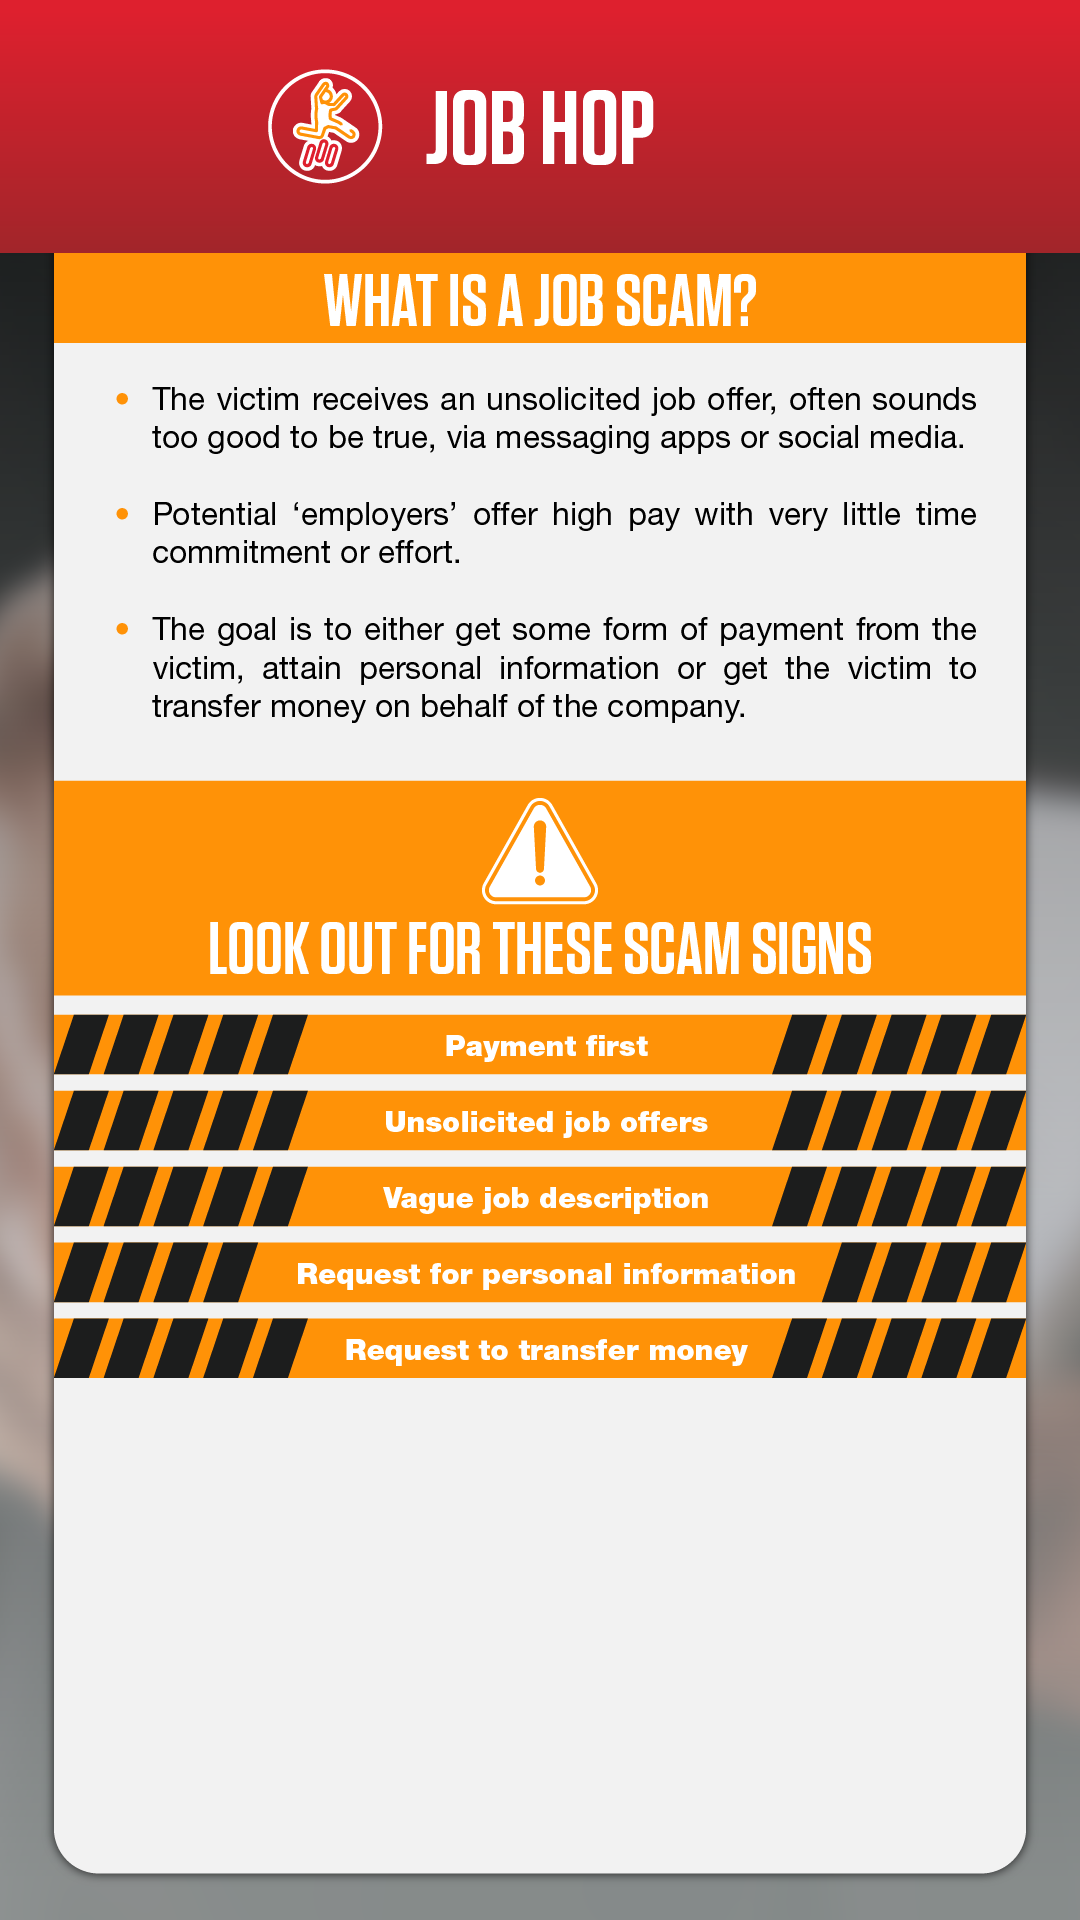 JOB HOP
WHAT IS A JOB SCAM?
• The victim receives an unsolicited job offer, often sounds
too good to be true, via messaging apps or social media.
• Potential ‘employers’ offer high pay with very little time
commitment or effort.
• The goal is to either get some form of payment from the
victim, attain personal information or get the victim to
transfer money on behalf of the company.
LOOK OUT FOR THESE SCAM SIGNS
Payment first
Unsolicited job offers
Vague job description
Request for personal information
Request to transfer money